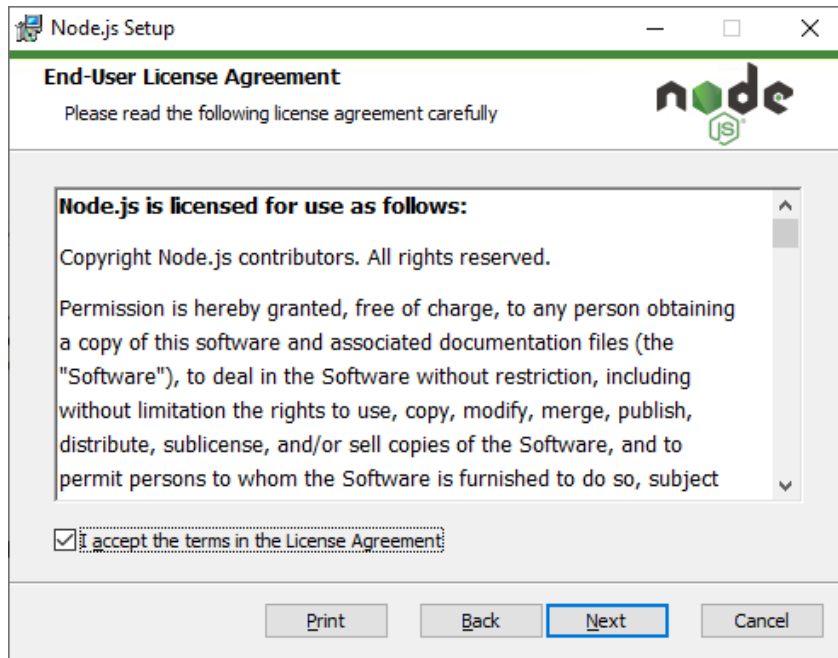 Node.js Setup
End-User License Agreement
Please read the following license agreement carefully
node
JS
Node.js is licensed for use as follows:
Copyright Node.js contributors. All rights reserved.
Permission is hereby granted, free of charge, to any person obtaining
a copy of this software and associated documentation files (the
"Software"), to deal in the Software without restriction, including
without limitation the rights to use, copy, modify, merge, publish,
distribute, sublicense, and/or sell copies of the Software, and to
permit persons to whom the Software is furnished to do so, subject
I accept the terms in the License Agreement
Print
Back
Next
Cancel